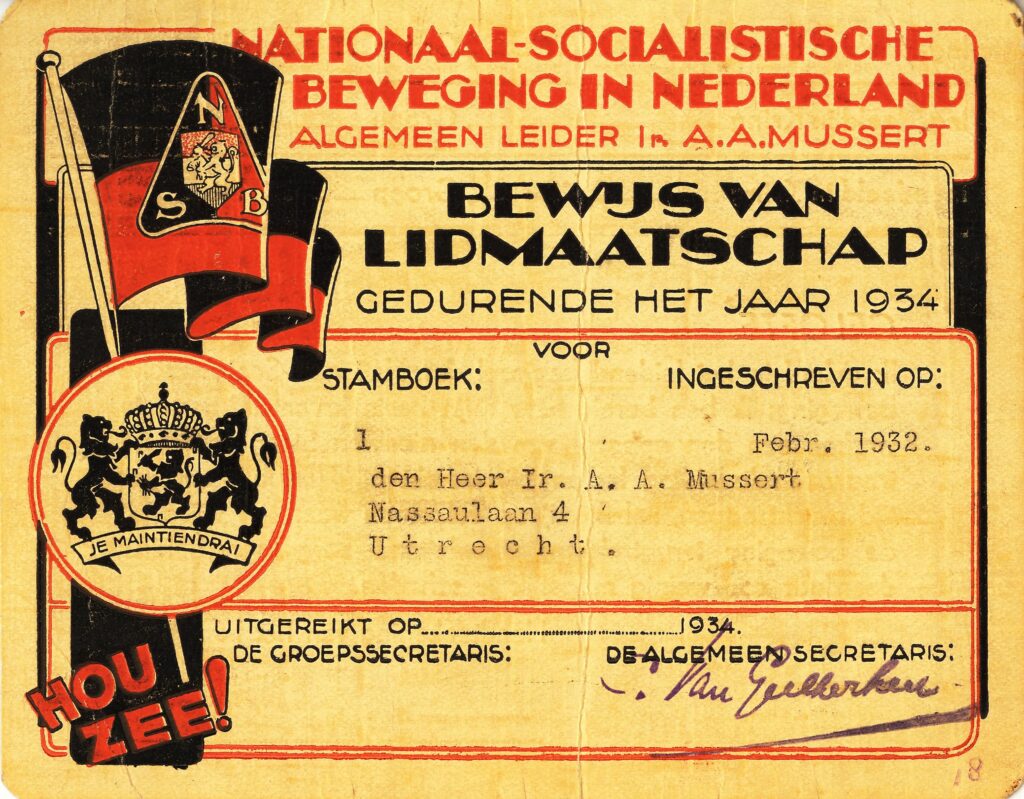 NATIONAAL-SOCIALISTISCHE
BEWEGING IN NEDERLAND
ALGEMEEN LEIDER Ir. A.A.MUSSERT
N
S B
BEWIJS VAN
LIDMAATSCHAP
GEDURENDE HET JAAR 1934
VOOR
STAMBOEK: INGESCHREVEN OP:
1 Febr. 1932.
den Heer Ir. A. A. Mussert
Nassaulaan 4
Utrecht.
JE MAINTIENDRAI
UITGEREIKT OP 1934.
DE GROEPSSECRETARIS: DE ALGEMEEN SECRETARIS:
C. van Geelkerken
HOU
ZEE!
18